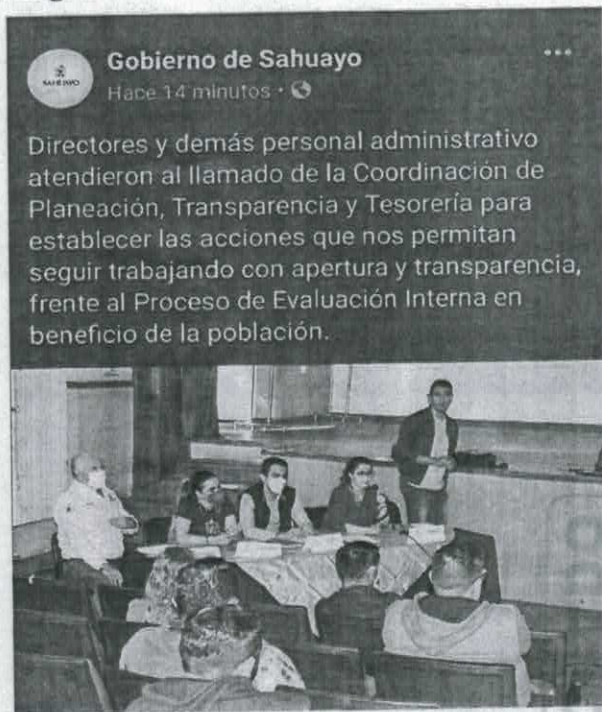 SAHUAYO
Gobierno de Sahuayo
Hace 14 minutos ·
Directores y demás personal administrativo
atendieron al llamado de la Coordinación de
Planeación, Transparencia y Tesorería para
establecer las acciones que nos permitan
seguir trabajando con apertura y transparencia,
frente al Proceso de Evaluación Interna en
beneficio de la población.